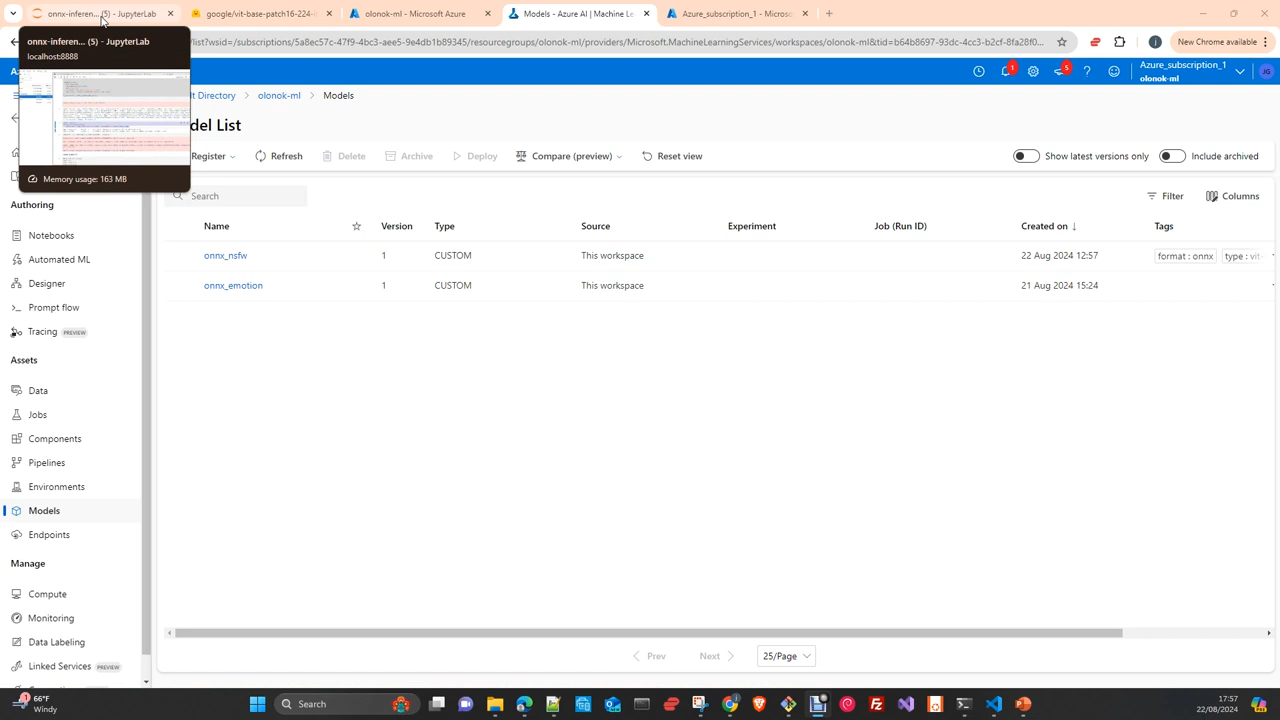 onnx-inferen... (5) - JupyterLab
google/vit-base-patch16-224-
olonok-ml - Microsoft
Models - Azure AI | Machine Le
Azure_subscription_1 - Microsof
onnx-inferen... (5) - JupyterLab
localhost:8888
Memory usage: 163 MB
New Chrome available
1
5
Azure_subscription_1
olonok-ml
lt Directory
olonok-ml
Models
del List
Register
Refresh
Delete
Archive
Deploy
Compare (preview)
Reset view
Show latest versions only
Include archived
Search
Filter
Columns
Name
Version
Type
Source
Experiment
Job (Run ID)
Created on ↓
Tags
onnx_nsfw
1
CUSTOM
This workspace
22 Aug 2024 12:57
format : onnx
type : vit-
onnx_emotion
1
CUSTOM
This workspace
21 Aug 2024 15:24
Authoring
Notebooks
Automated ML
Designer
Prompt flow
Tracing PREVIEW
Assets
Data
Jobs
Components
Pipelines
Environments
Models
Endpoints
Manage
Compute
Monitoring
Data Labeling
Linked Services PREVIEW
Prev
Next
25/Page
1
66°F
Windy
Search
17:57
22/08/2024